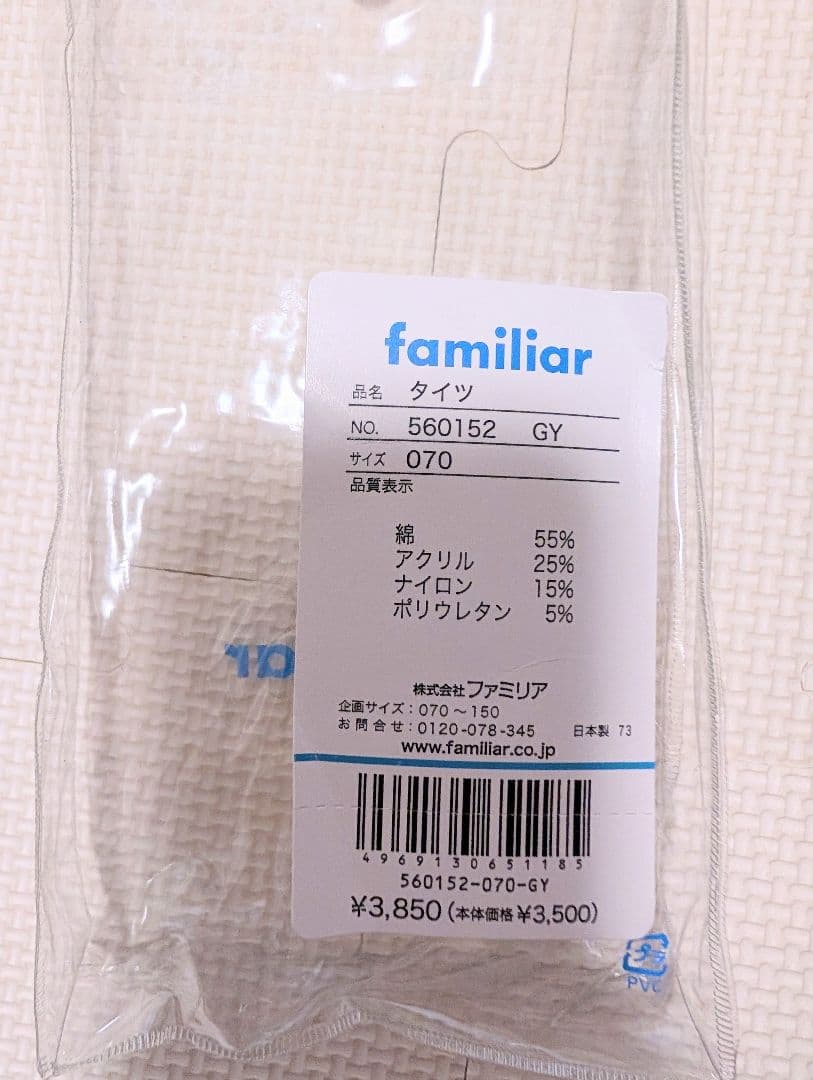 familiar
品名 タイツ
NO. 560152 GY
サイズ 070
品質表示
綿 55%
アクリル 25%
ナイロン 15%
ポリウレタン 5%
ar
株式会社ファミリア
企画サイズ：070～150
お問合せ：0120-078-345 日本製 73
www.familiar.co.jp
4969130651185
560152-070-GY
¥3,850（本体価格¥3,500）
プラ
PVC